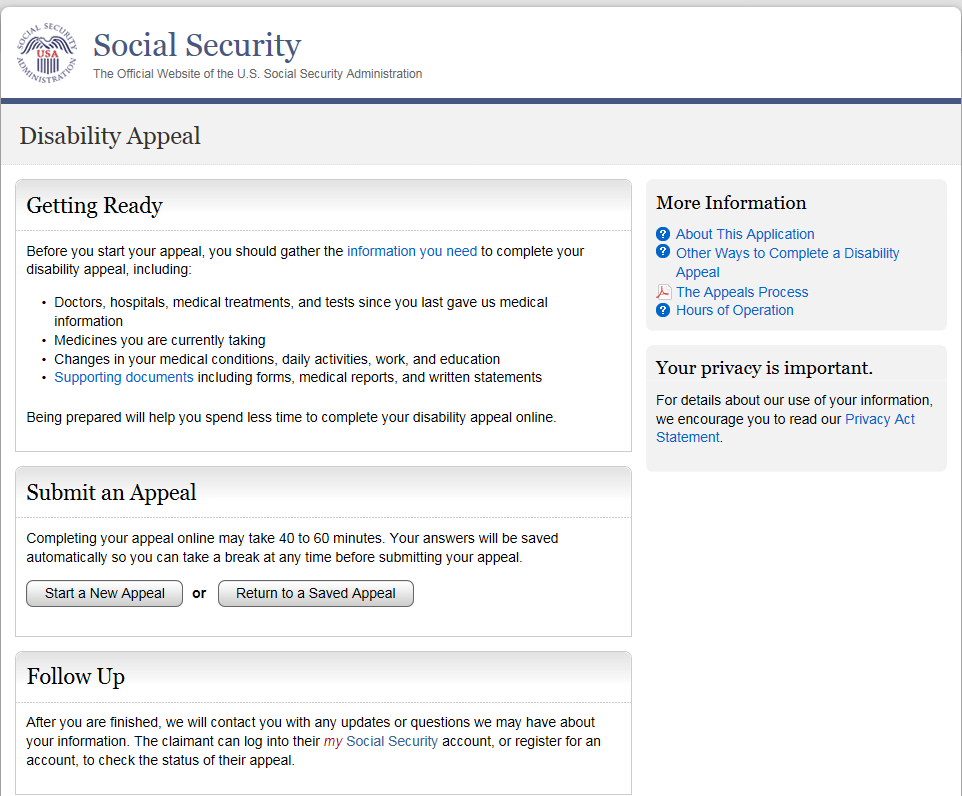 SOCIAL SECURITY ADMINISTRATION
USA
Social Security
The Official Website of the U.S. Social Security Administration
Disability Appeal
Getting Ready
Before you start your appeal, you should gather the information you need to complete your
disability appeal, including:
• Doctors, hospitals, medical treatments, and tests since you last gave us medical
information
• Medicines you are currently taking
• Changes in your medical conditions, daily activities, work, and education
• Supporting documents including forms, medical reports, and written statements
Being prepared will help you spend less time to complete your disability appeal online.
Submit an Appeal
Completing your appeal online may take 40 to 60 minutes. Your answers will be saved
automatically so you can take a break at any time before submitting your appeal.
Start a New Appeal or Return to a Saved Appeal
Follow Up
After you are finished, we will contact you with any updates or questions we may have about
your information. The claimant can log into their my Social Security account, or register for an
account, to check the status of their appeal.
More Information
? About This Application
? Other Ways to Complete a Disability
Appeal
The Appeals Process
? Hours of Operation
Your privacy is important.
For details about our use of your information,
we encourage you to read our Privacy Act
Statement.